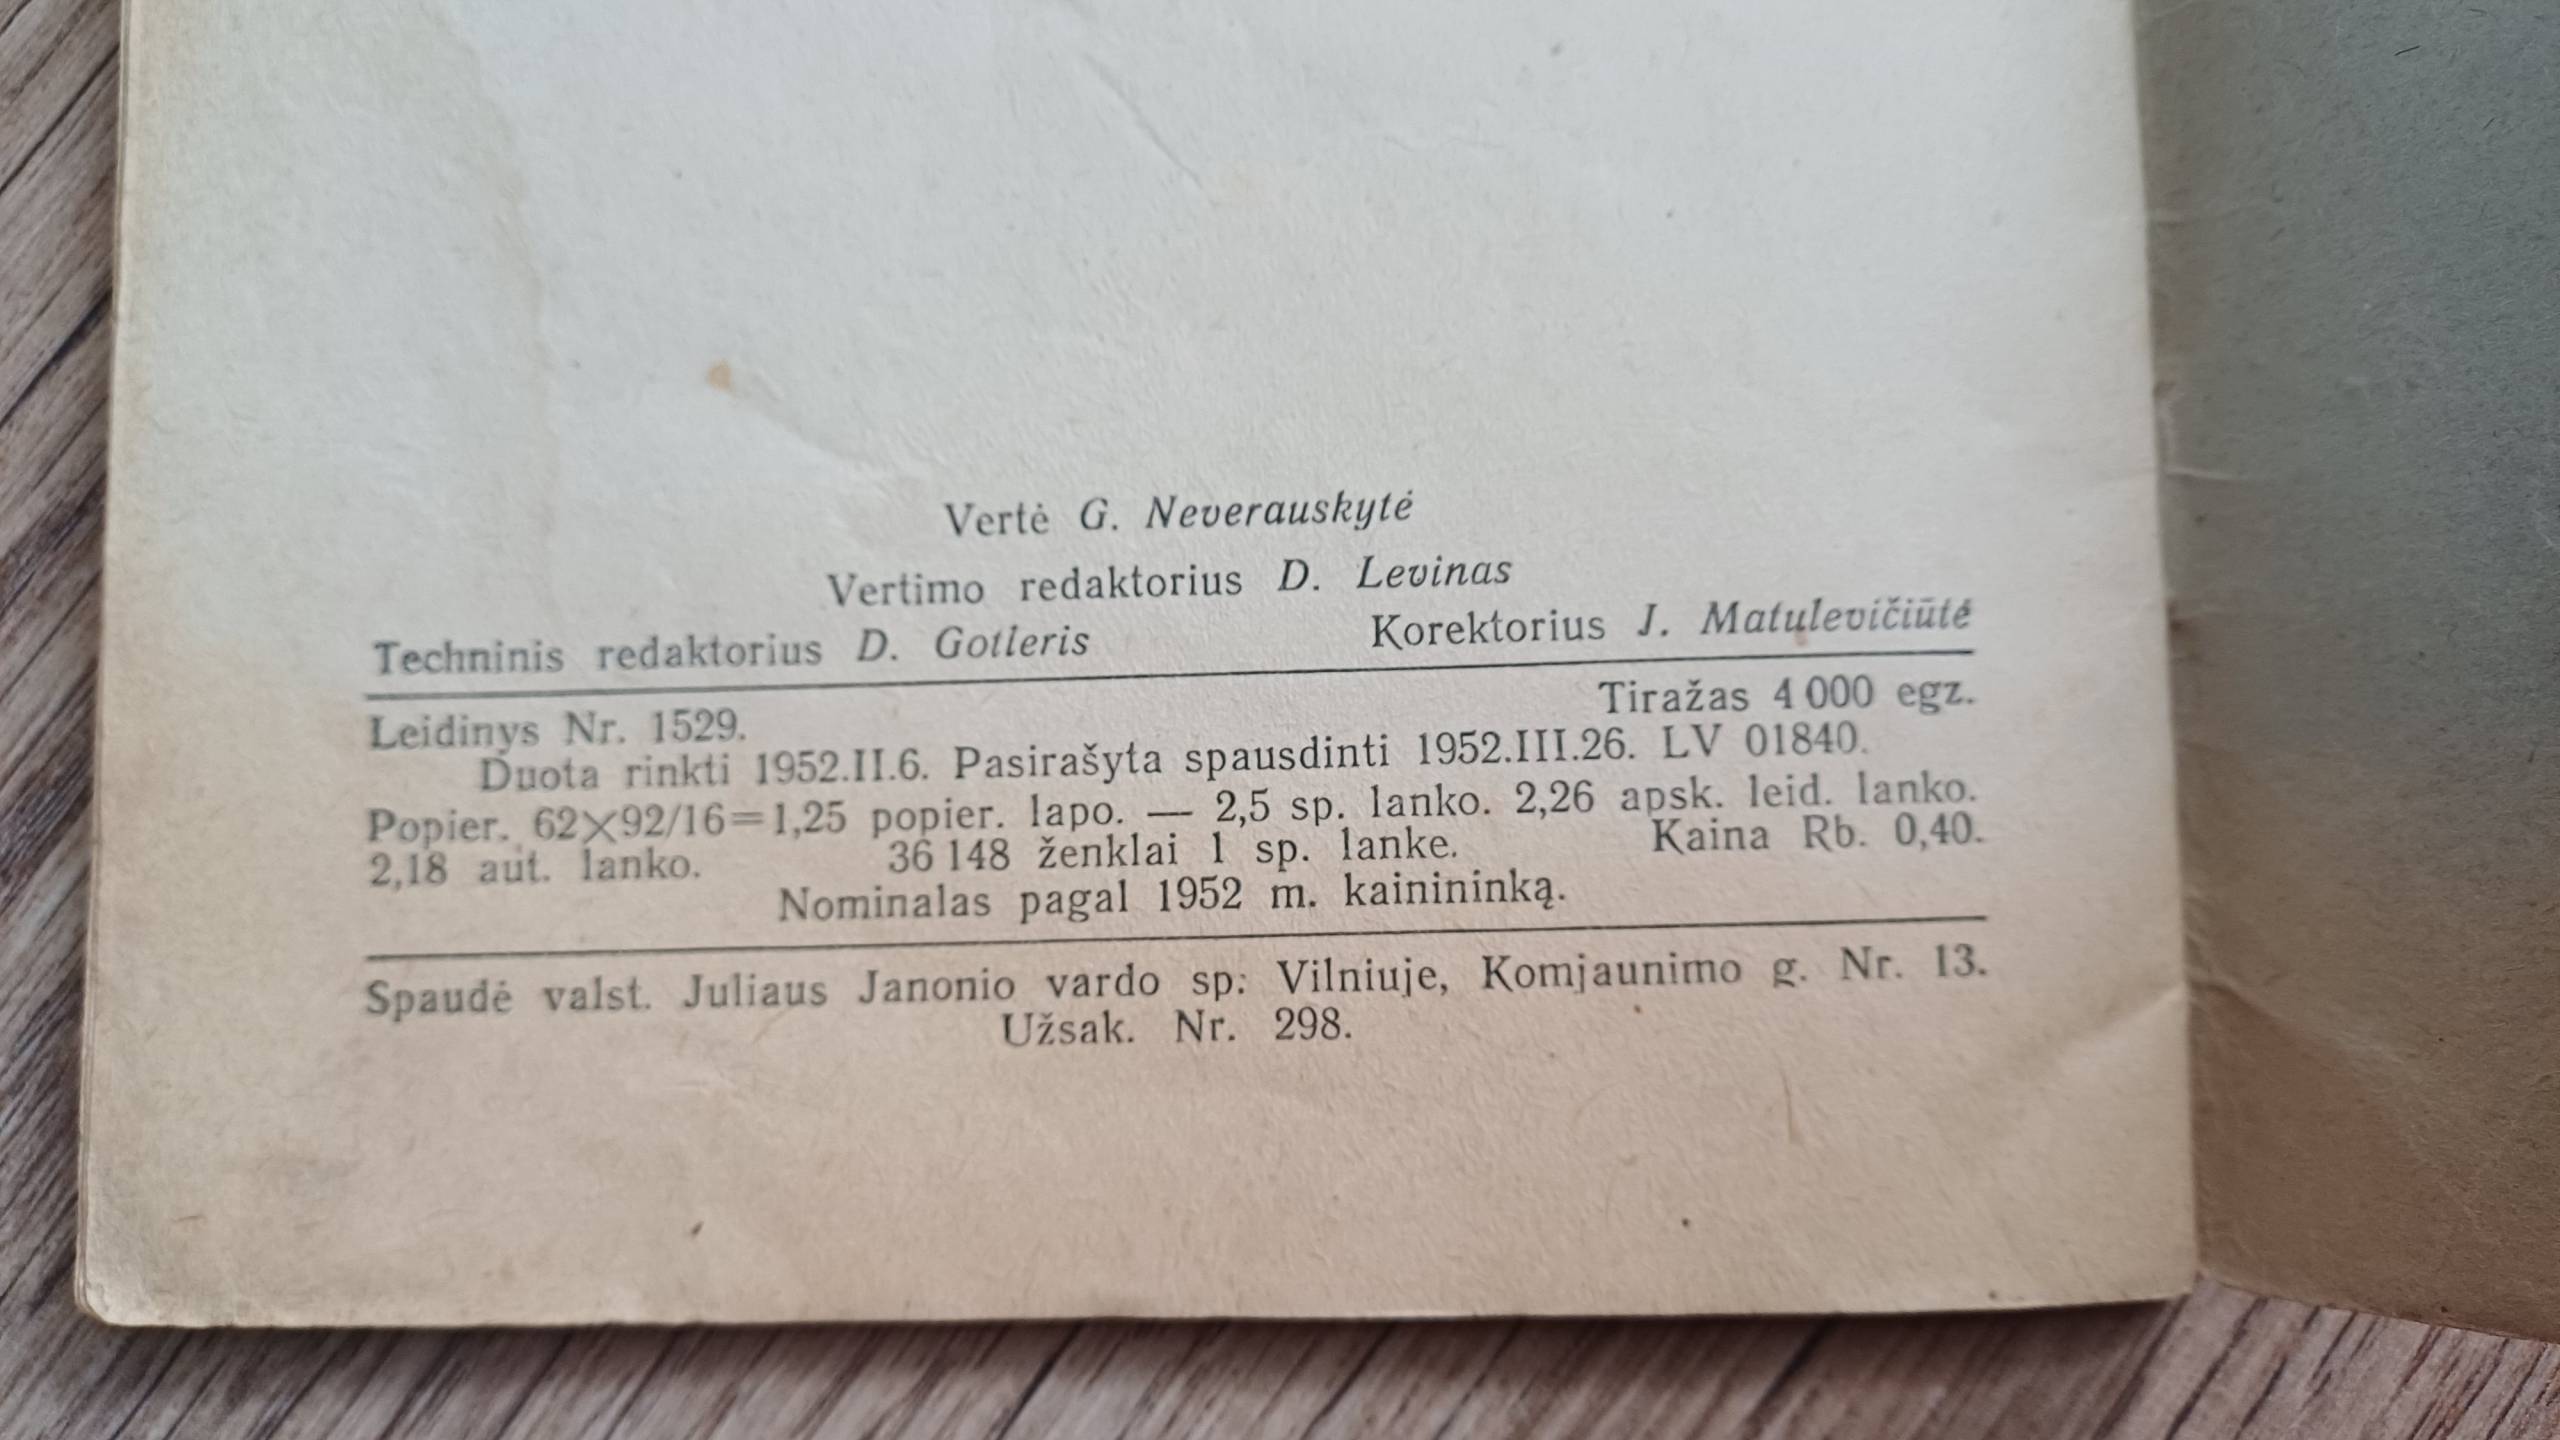 Vertė G. Neverauskytė
Vertimo redaktorius D. Levinas
Techninis redaktorius D. Gotleris Korektorius J. Matulevičiūtė
Leidinys Nr. 1529. Tiražas 4 000 egz.
Duota rinkti 1952.II.6. Pasirašyta spausdinti 1952.III.26. LV 01840.
Popier. 62×92/16=1,25 popier. lapo. — 2,5 sp. lanko. 2,26 apsk. leid. lanko.
2,18 aut. lanko. 36 148 ženklai 1 sp. lanke. Kaina Rb. 0,40.
Nominalas pagal 1952 m. kainininką.
Spaudė valst. Juliaus Janonio vardo sp: Vilniuje, Komjaunimo g. Nr. 13.
Užsak. Nr. 298.